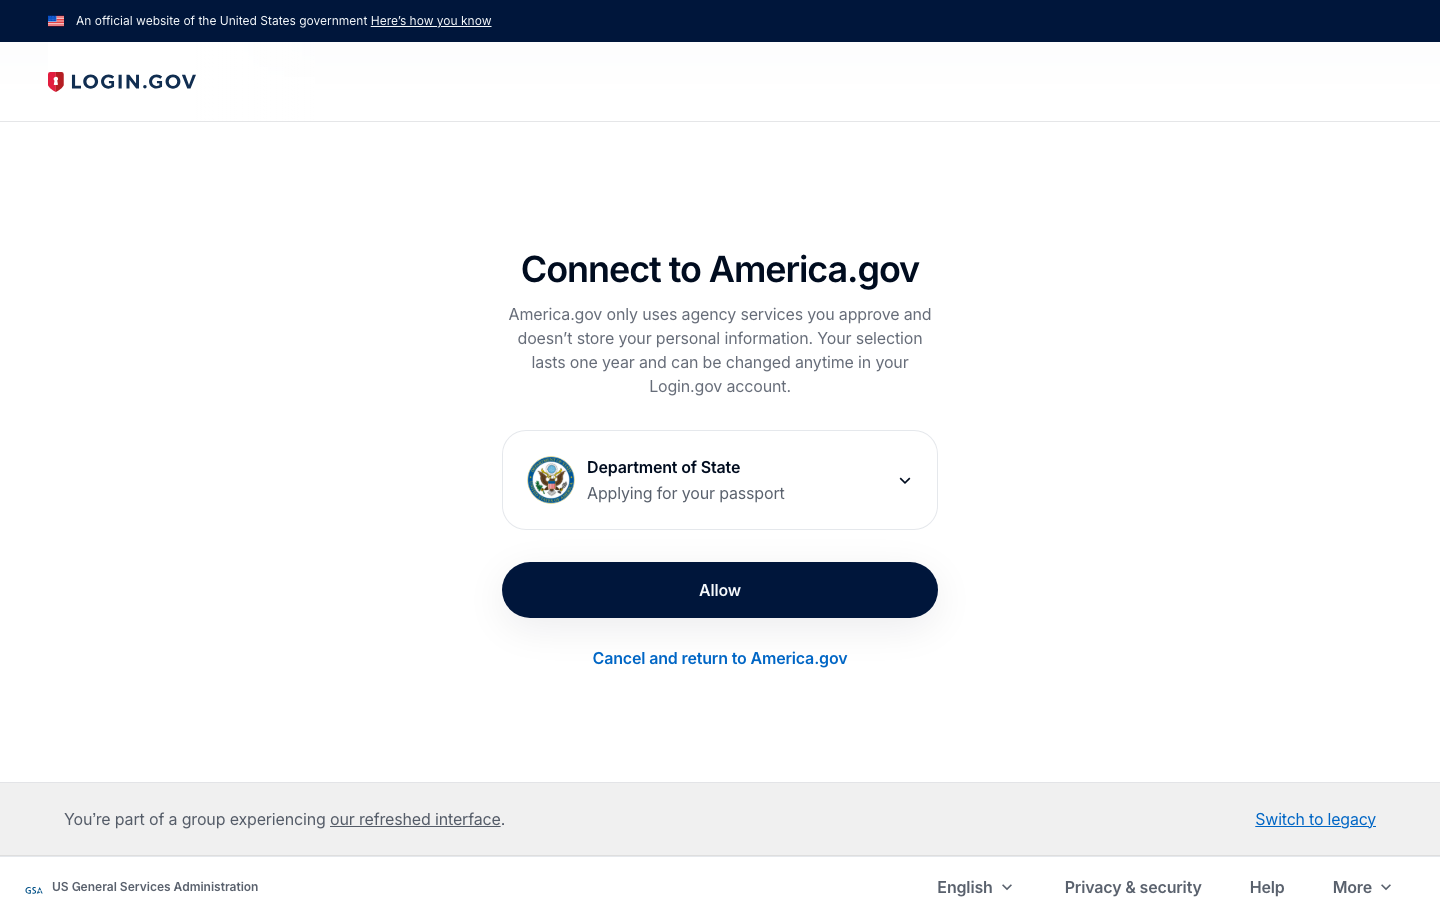 An official website of the United States government Here’s how you know
LOGIN.GOV
Connect to America.gov
America.gov only uses agency services you approve and
doesn’t store your personal information. Your selection
lasts one year and can be changed anytime in your
Login.gov account.
Department of State
Applying for your passport
Allow
Cancel and return to America.gov
You’re part of a group experiencing our refreshed interface.
Switch to legacy
GSA US General Services Administration
English
Privacy & security
Help
More